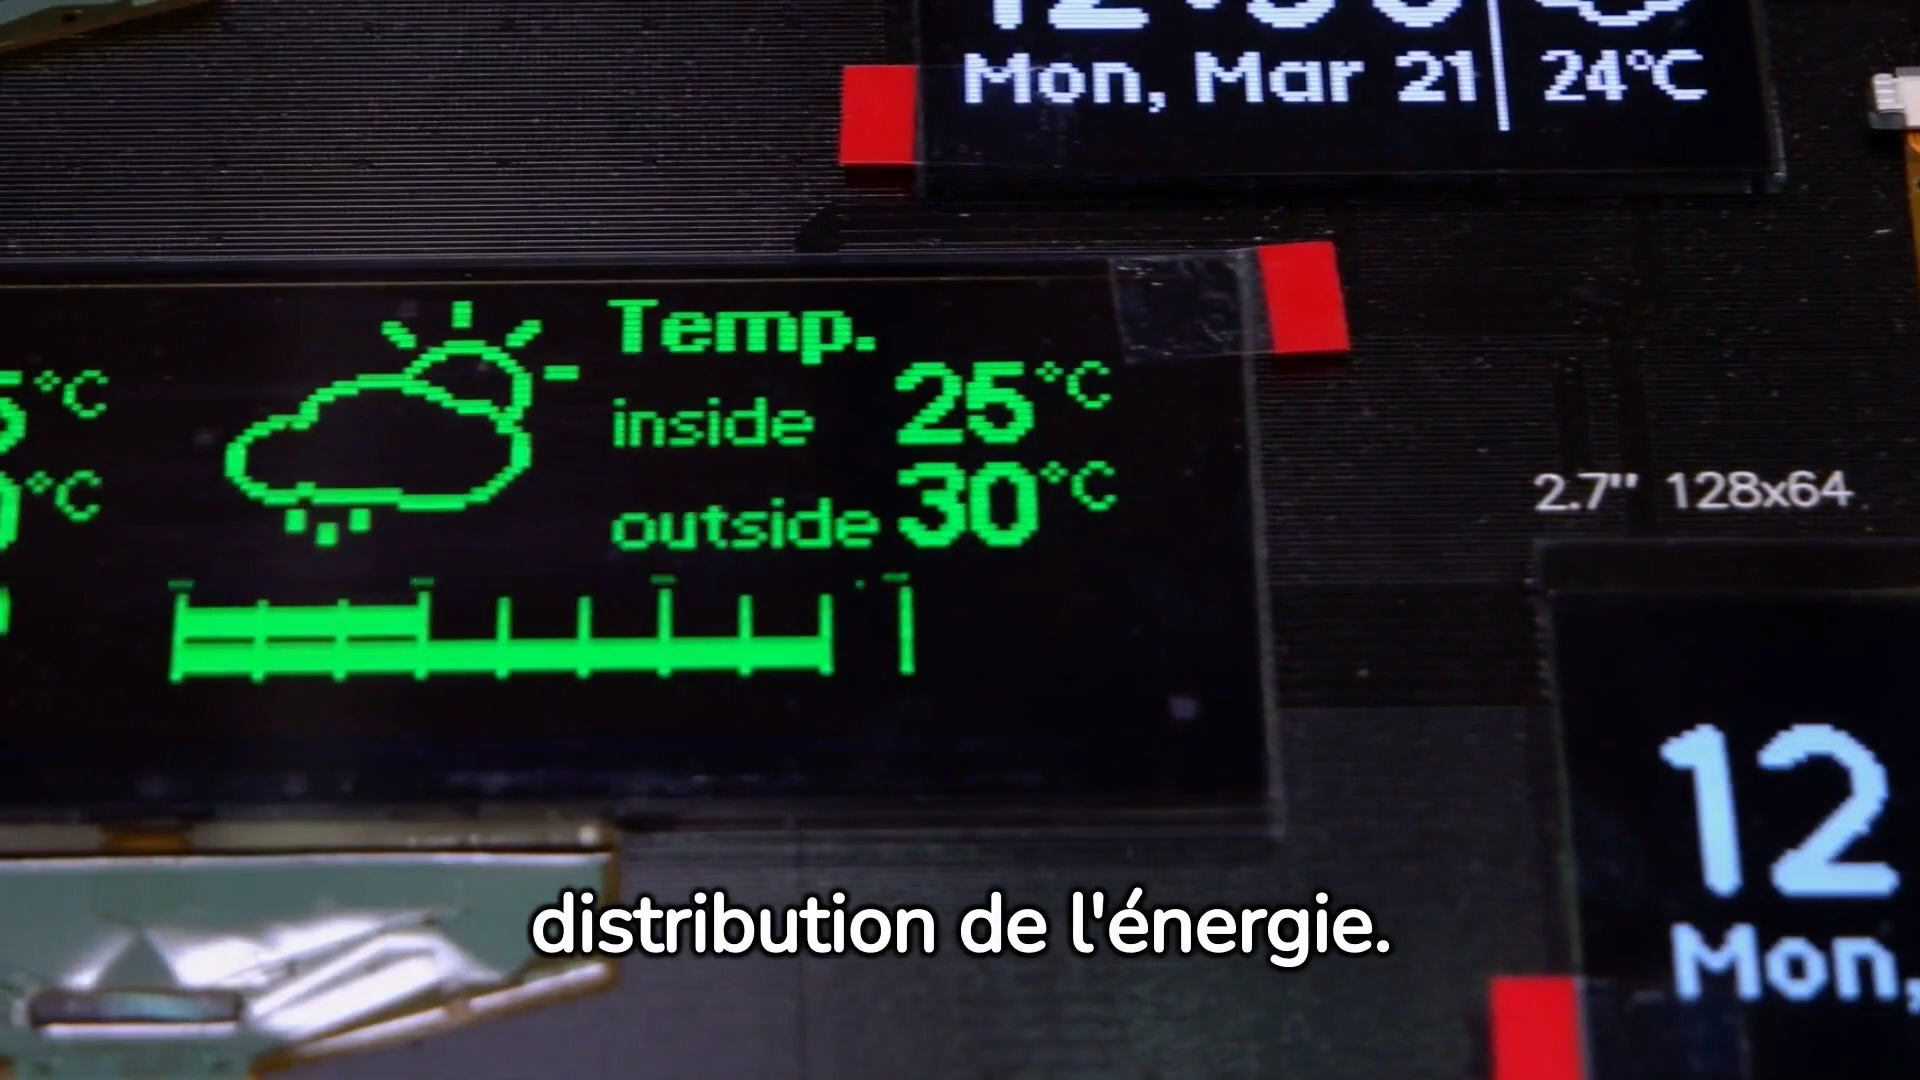 Mon, Mar 21 24°C
Temp.
inside 25°C
outside 30°C
°C
°C
2.7" 128x64
12
Mon,
distribution de l'énergie.